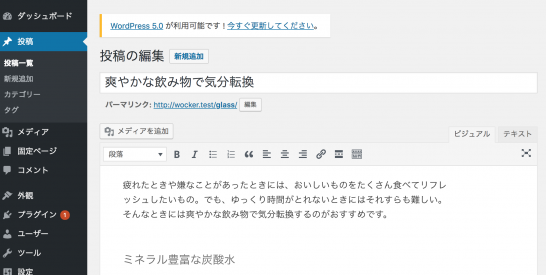 ダッシュボード
投稿
投稿一覧
新規追加
カテゴリー
タグ
メディア
固定ページ
コメント
外観
プラグイン 1
ユーザー
ツール
設定
WordPress 5.0 が利用可能です ! 今すぐ更新してください。
投稿の編集 新規追加
爽やかな飲み物で気分転換
パーマリンク: http://wocker.test/glass/ 編集
メディアを追加
ビジュアル テキスト
段落 B I
疲れたときや嫌なことがあったときには、おいしいものをたくさん食べてリフレ
ッシュしたいもの。でも、ゆっくり時間がとれないときにはそれすらも難しい。
そんなときには爽やかな飲み物で気分転換するのがおすすめです。
ミネラル豊富な炭酸水